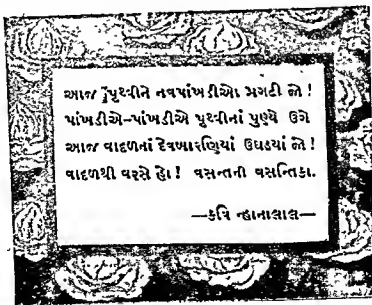 આજ પૃથ્વીને નવપાંખડીઓ પ્રગટી જો !
પાંખડીએ-પાંખડીએ પૃથ્વીનાં પુણ્યે ઉગે
આજ વાદળનાં દેવબારણિયાં ઉઘડયાં જો !
વાદળથી વરસે હો ! વસન્તની વસન્તિકા.
—કવિ ન્હાનાલાલ—